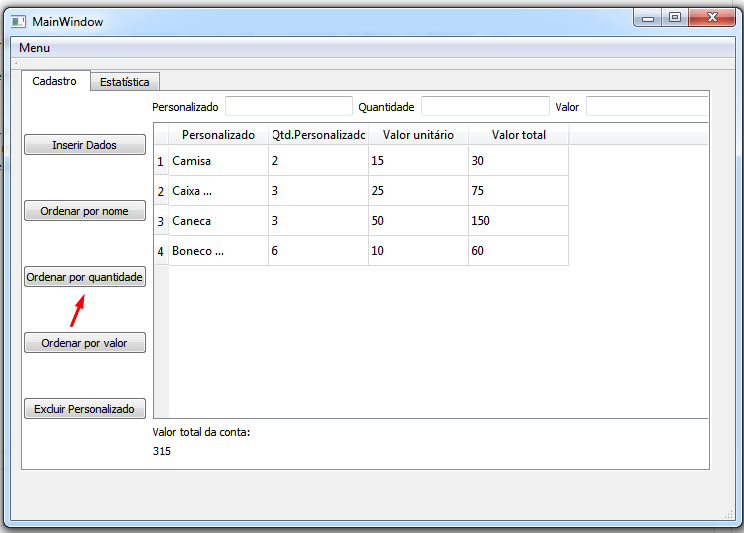 MainWindow
Menu
Cadastro Estatística
Personalizado Quantidade Valor
Inserir Dados
Ordenar por nome
Ordenar por quantidade
Ordenar por valor
Excluir Personalizado
Personalizado Qtd.Personalizado Valor unitário Valor total
1 Camisa 2 15 30
2 Caixa ... 3 25 75
3 Caneca 3 50 150
4 Boneco ... 6 10 60
Valor total da conta:
315